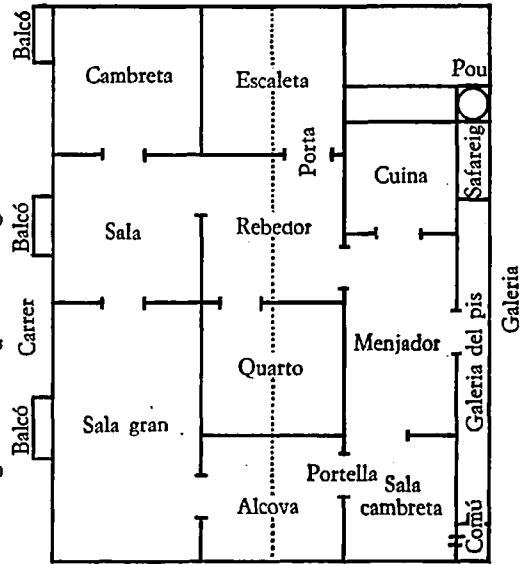 Balcó
Cambreta
Escaleta
Pou
Porta
Cuina
Safareig
Balcó
Sala
Rebedor
Galeria
Carrer
Quarto
Menjador
Galeria del pis
Balcó
Sala gran
Portella
Alcova
Sala
cambreta
Comú